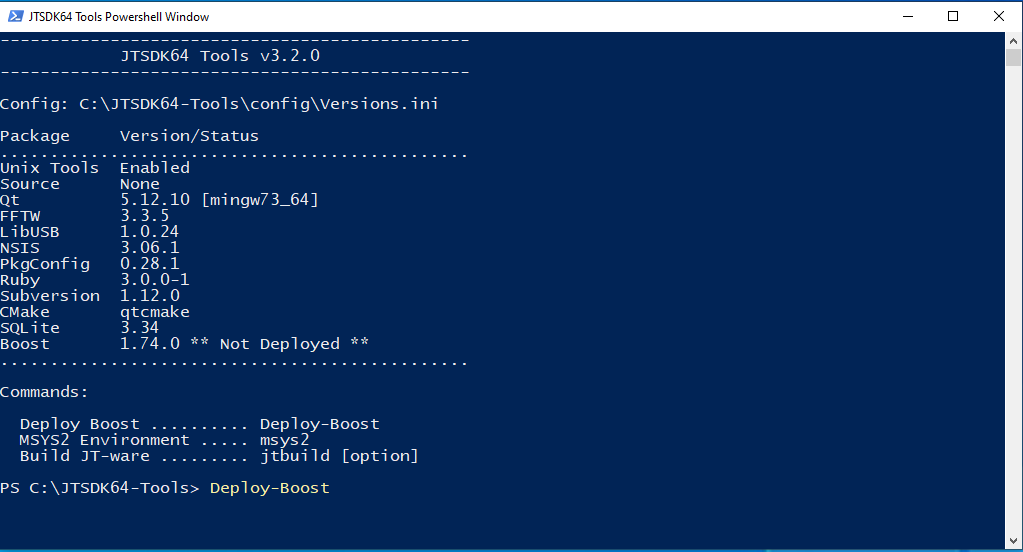 JTSDK64 Tools Powershell Window
-----------------------------------------------
JTSDK64 Tools v3.2.0
-----------------------------------------------
Config: C:\JTSDK64-Tools\config\Versions.ini
Package Version/Status
...............................................
Unix Tools Enabled
Source None
Qt 5.12.10 [mingw73_64]
FFTW 3.3.5
LibUSB 1.0.24
NSIS 3.06.1
PkgConfig 0.28.1
Ruby 3.0.0-1
Subversion 1.12.0
CMake qtcmake
SQLite 3.34
Boost 1.74.0 ** Not Deployed **
...............................................
Commands:
Deploy Boost .......... Deploy-Boost
MSYS2 Environment ..... msys2
Build JT-ware ......... jtbuild [option]
PS C:\JTSDK64-Tools> Deploy-Boost